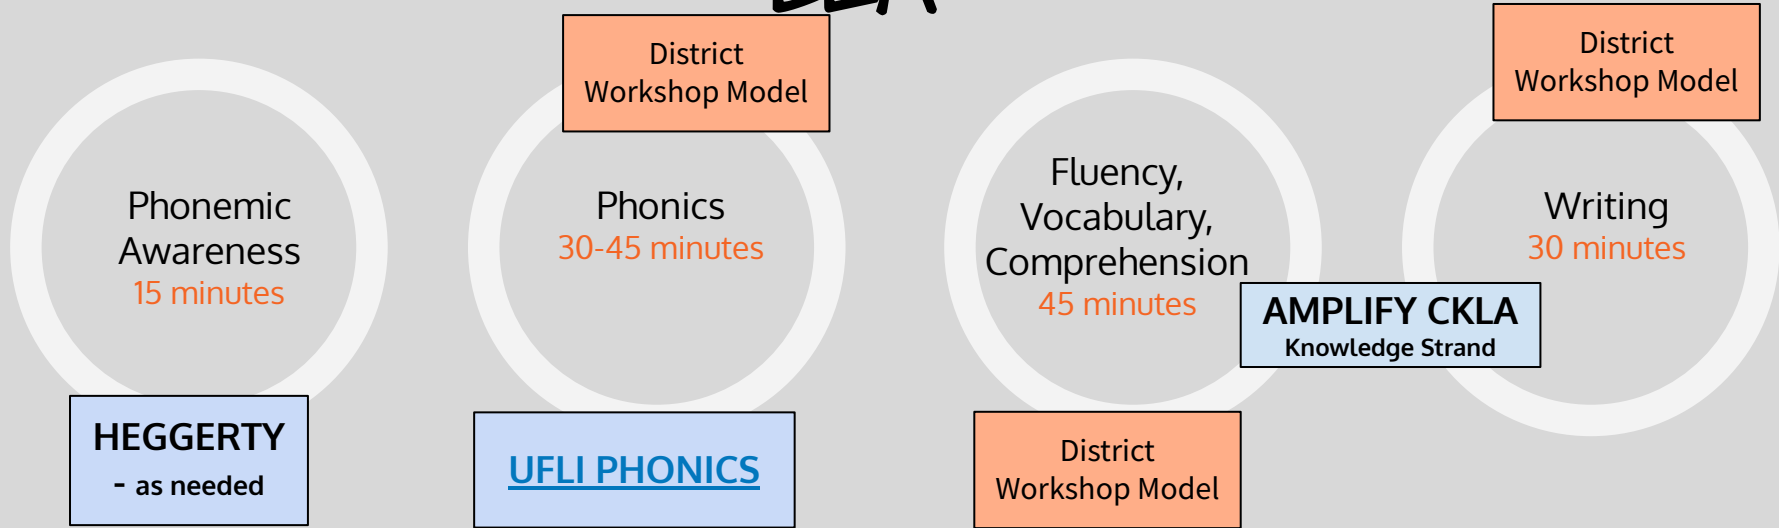 District
Workshop Model
District
Workshop Model
Phonemic
Awareness
15 minutes
Phonics
30-45 minutes
Fluency,
Vocabulary,
Comprehension
45 minutes
Writing
30 minutes
AMPLIFY CKLA
Knowledge Strand
HEGGERTY
- as needed
UFLI PHONICS
District
Workshop Model